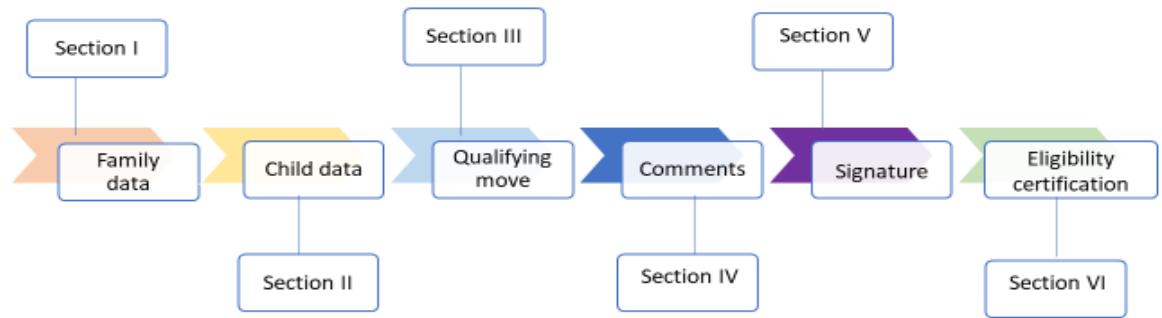 Section I
Section III
Section V
Family
data
Child data
Qualifying
move
Comments
Signature
Eligibility
certification
Section II
Section IV
Section VI